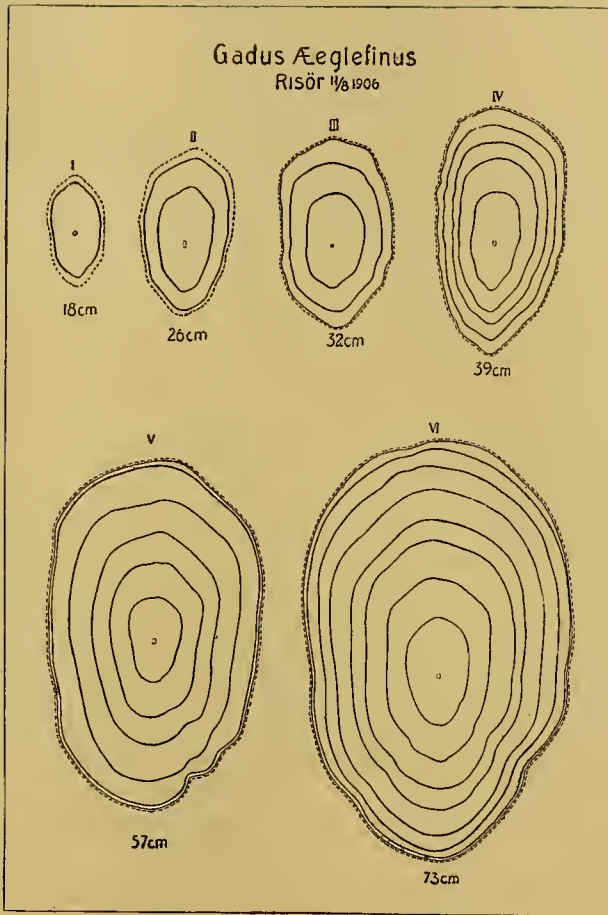 Gadus Æeglefinus
Risör 11/8 1906
I
II
III
IV
18cm
26cm
32cm
39cm
V
VI
57cm
73cm